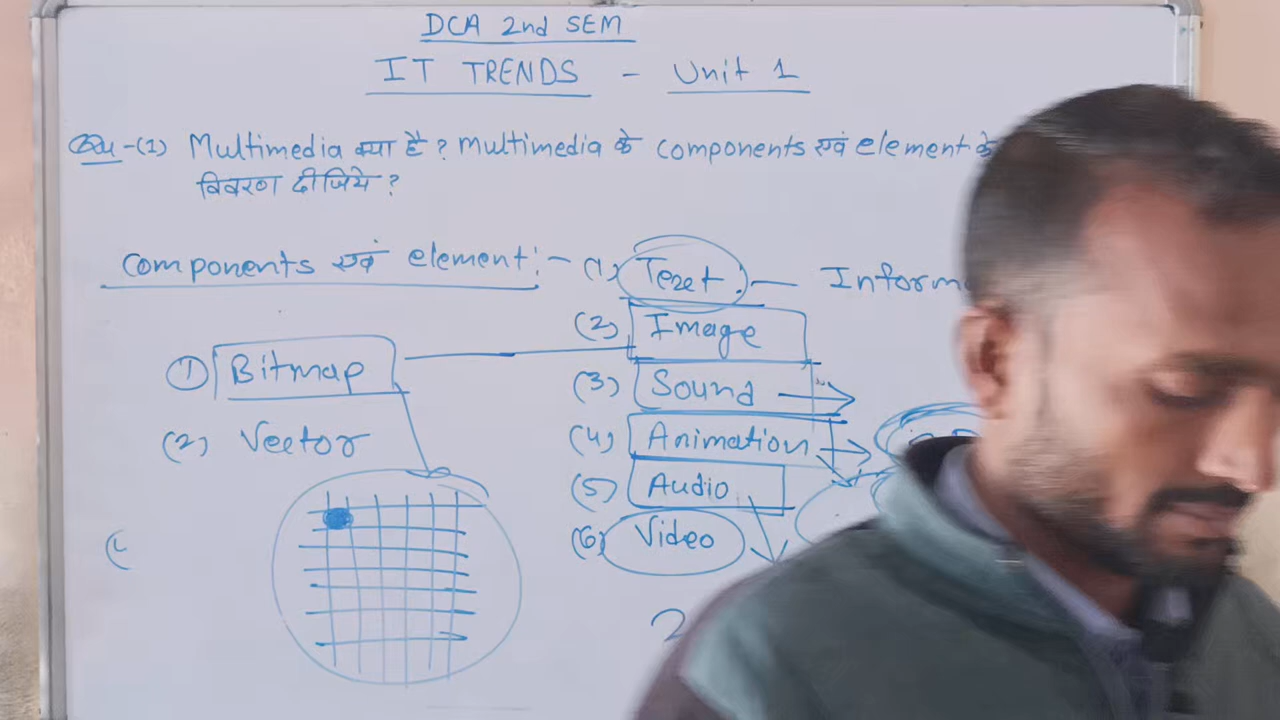 DCA 2nd SEM
IT TRENDS - Unit 1
Qu-(1) Multimedia क्या है ? multimedia के components एवं element के
विवरण दीजिये ?
Components एवं element :- (1) Text :-
(2) Image
(3) Sound
(4) Animation
(5) Audio
(6) Video
(1) Bitmap
(2) Vector
2